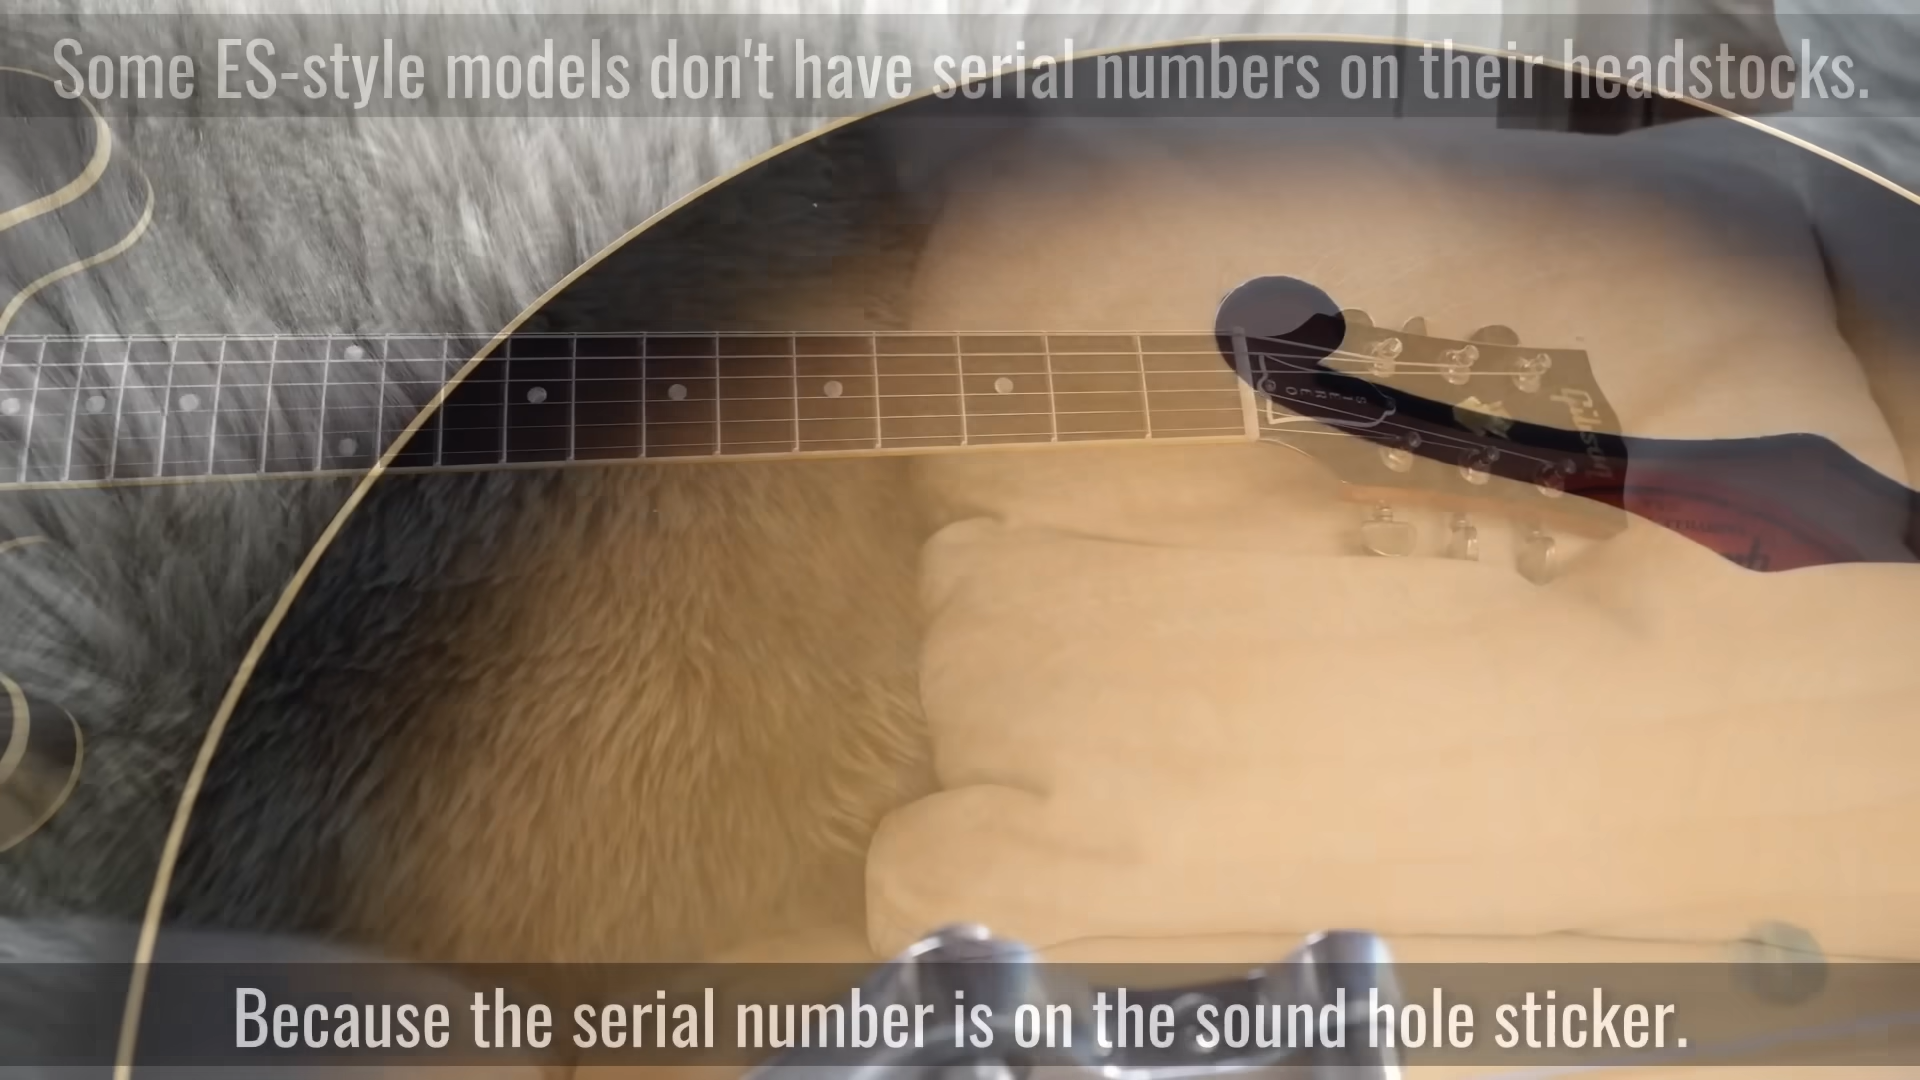 Some ES-style models don't have serial numbers on their headstocks.
Gibson
Because the serial number is on the sound hole sticker.